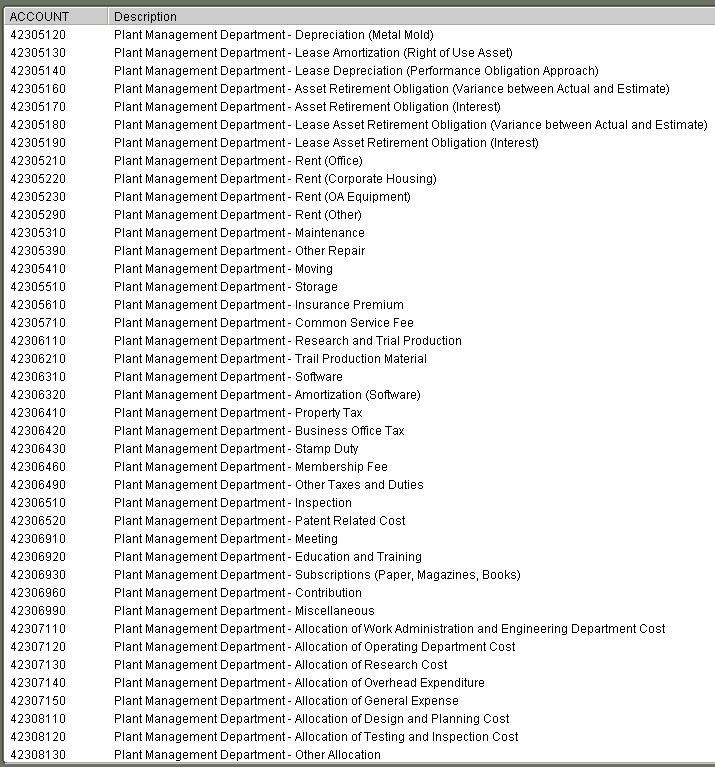 ACCOUNT Description
42305120 Plant Management Department - Depreciation (Metal Mold)
42305130 Plant Management Department - Lease Amortization (Right of Use Asset)
42305140 Plant Management Department - Lease Depreciation (Performance Obligation Approach)
42305160 Plant Management Department - Asset Retirement Obligation (Variance between Actual and Estimate)
42305170 Plant Management Department - Asset Retirement Obligation (Interest)
42305180 Plant Management Department - Lease Asset Retirement Obligation (Variance between Actual and Estimate)
42305190 Plant Management Department - Lease Asset Retirement Obligation (Interest)
42305210 Plant Management Department - Rent (Office)
42305220 Plant Management Department - Rent (Corporate Housing)
42305230 Plant Management Department - Rent (OA Equipment)
42305290 Plant Management Department - Rent (Other)
42305310 Plant Management Department - Maintenance
42305390 Plant Management Department - Other Repair
42305410 Plant Management Department - Moving
42305510 Plant Management Department - Storage
42305610 Plant Management Department - Insurance Premium
42305710 Plant Management Department - Common Service Fee
42306110 Plant Management Department - Research and Trial Production
42306210 Plant Management Department - Trail Production Material
42306310 Plant Management Department - Software
42306320 Plant Management Department - Amortization (Software)
42306410 Plant Management Department - Property Tax
42306420 Plant Management Department - Business Office Tax
42306430 Plant Management Department - Stamp Duty
42306460 Plant Management Department - Membership Fee
42306490 Plant Management Department - Other Taxes and Duties
42306510 Plant Management Department - Inspection
42306520 Plant Management Department - Patent Related Cost
42306910 Plant Management Department - Meeting
42306920 Plant Management Department - Education and Training
42306930 Plant Management Department - Subscriptions (Paper, Magazines, Books)
42306960 Plant Management Department - Contribution
42306990 Plant Management Department - Miscellaneous
42307110 Plant Management Department - Allocation of Work Administration and Engineering Department Cost
42307120 Plant Management Department - Allocation of Operating Department Cost
42307130 Plant Management Department - Allocation of Research Cost
42307140 Plant Management Department - Allocation of Overhead Expenditure
42307150 Plant Management Department - Allocation of General Expense
42308110 Plant Management Department - Allocation of Design and Planning Cost
42308120 Plant Management Department - Allocation of Testing and Inspection Cost
42308130 Plant Management Department - Other Allocation